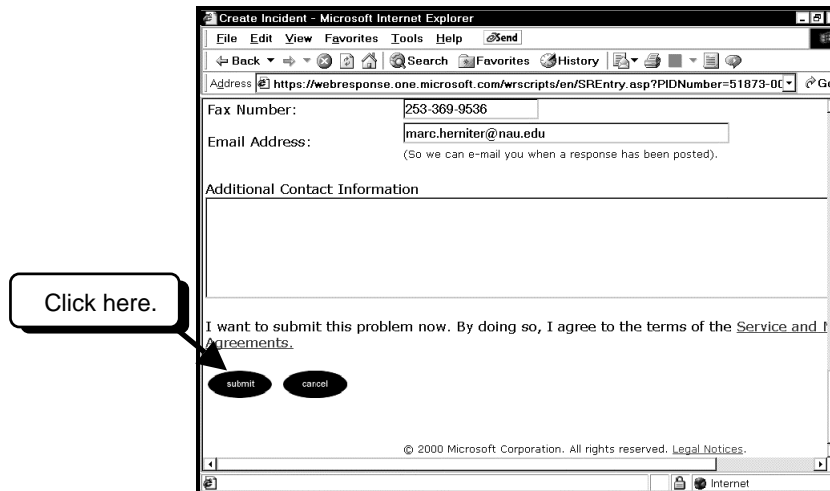 Create Incident - Microsoft Internet Explorer
File Edit View Favorites Tools Help Send
Back Search Favorites History
Address https://webresponse.one.microsoft.com/wrscripts/en/SREntry.asp?PIDNumber=51873-00
Fax Number: 253-369-9536
Email Address: marc.herniter@nau.edu
(So we can e-mail you when a response has been posted).
Additional Contact Information
Click here.
I want to submit this problem now. By doing so, I agree to the terms of the Service and
Agreements.
submit cancel
© 2000 Microsoft Corporation. All rights reserved. Legal Notices.
Internet